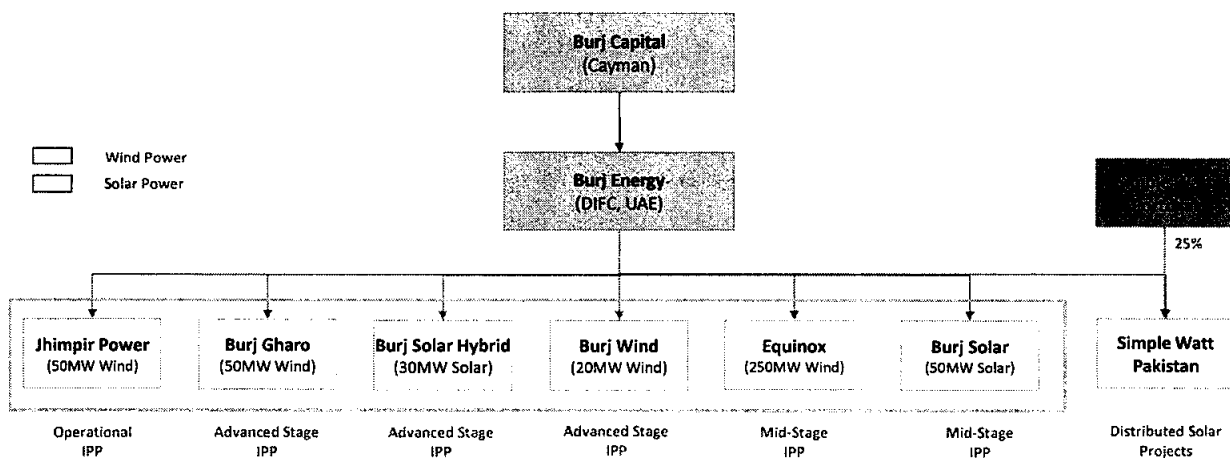 Burj Capital
(Cayman)
Wind Power
Solar Power
Burj Energy
(DIFC, UAE)
25%
Jhimpir Power
(50MW Wind)
Burj Gharo
(50MW Wind)
Burj Solar Hybrid
(30MW Solar)
Burj Wind
(20MW Wind)
Equinox
(250MW Wind)
Burj Solar
(50MW Solar)
Simple Watt
Pakistan
Operational
IPP
Advanced Stage
IPP
Advanced Stage
IPP
Advanced Stage
IPP
Mid-Stage
IPP
Mid-Stage
IPP
Distributed Solar
Projects